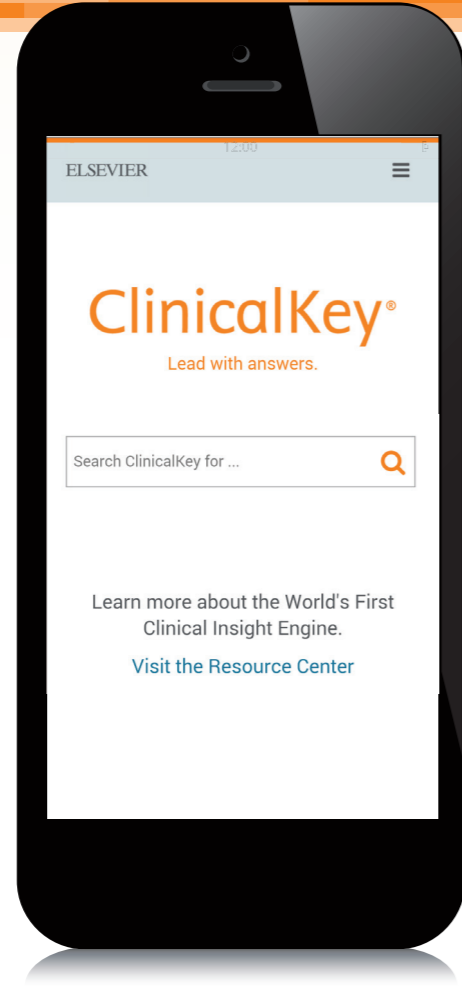 12:00
ELSEVIER
ClinicalKey®
Lead with answers.
Search ClinicalKey for ...
Learn more about the World's First
Clinical Insight Engine.
Visit the Resource Center